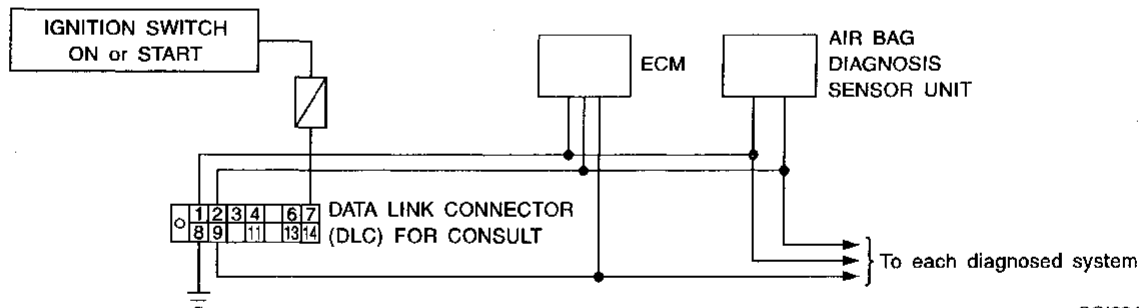 IGNITION SWITCH
ON or START
ECM
AIR BAG
DIAGNOSIS
SENSOR UNIT
1 2 3 4 6 7
8 9 11 13 14
DATA LINK CONNECTOR
(DLC) FOR CONSULT
To each diagnosed system